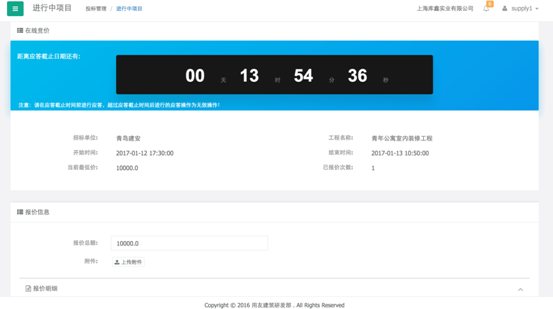 进行中项目 投标管理 / 进行中项目 上海库鑫实业有限公司 supply1
在线竞价
距离应答截止日期还有:
00 天 13 时 54 分 36 秒
注意：请在应答截止时间前进行应答，超过应答截止时间后进行的应答操作为无效操作!
招标单位: 青岛建安 工程名称: 青年公寓室内装修工程
开始时间: 2017-01-12 17:30:00 结束时间: 2017-01-13 10:50:00
当前最低价: 10000.0 已报价次数: 1
报价信息
报价总额: 10000.0
附件: 上传附件
报价明细
Copyright © 2016 用友建筑研发部 . All Rights Reserved